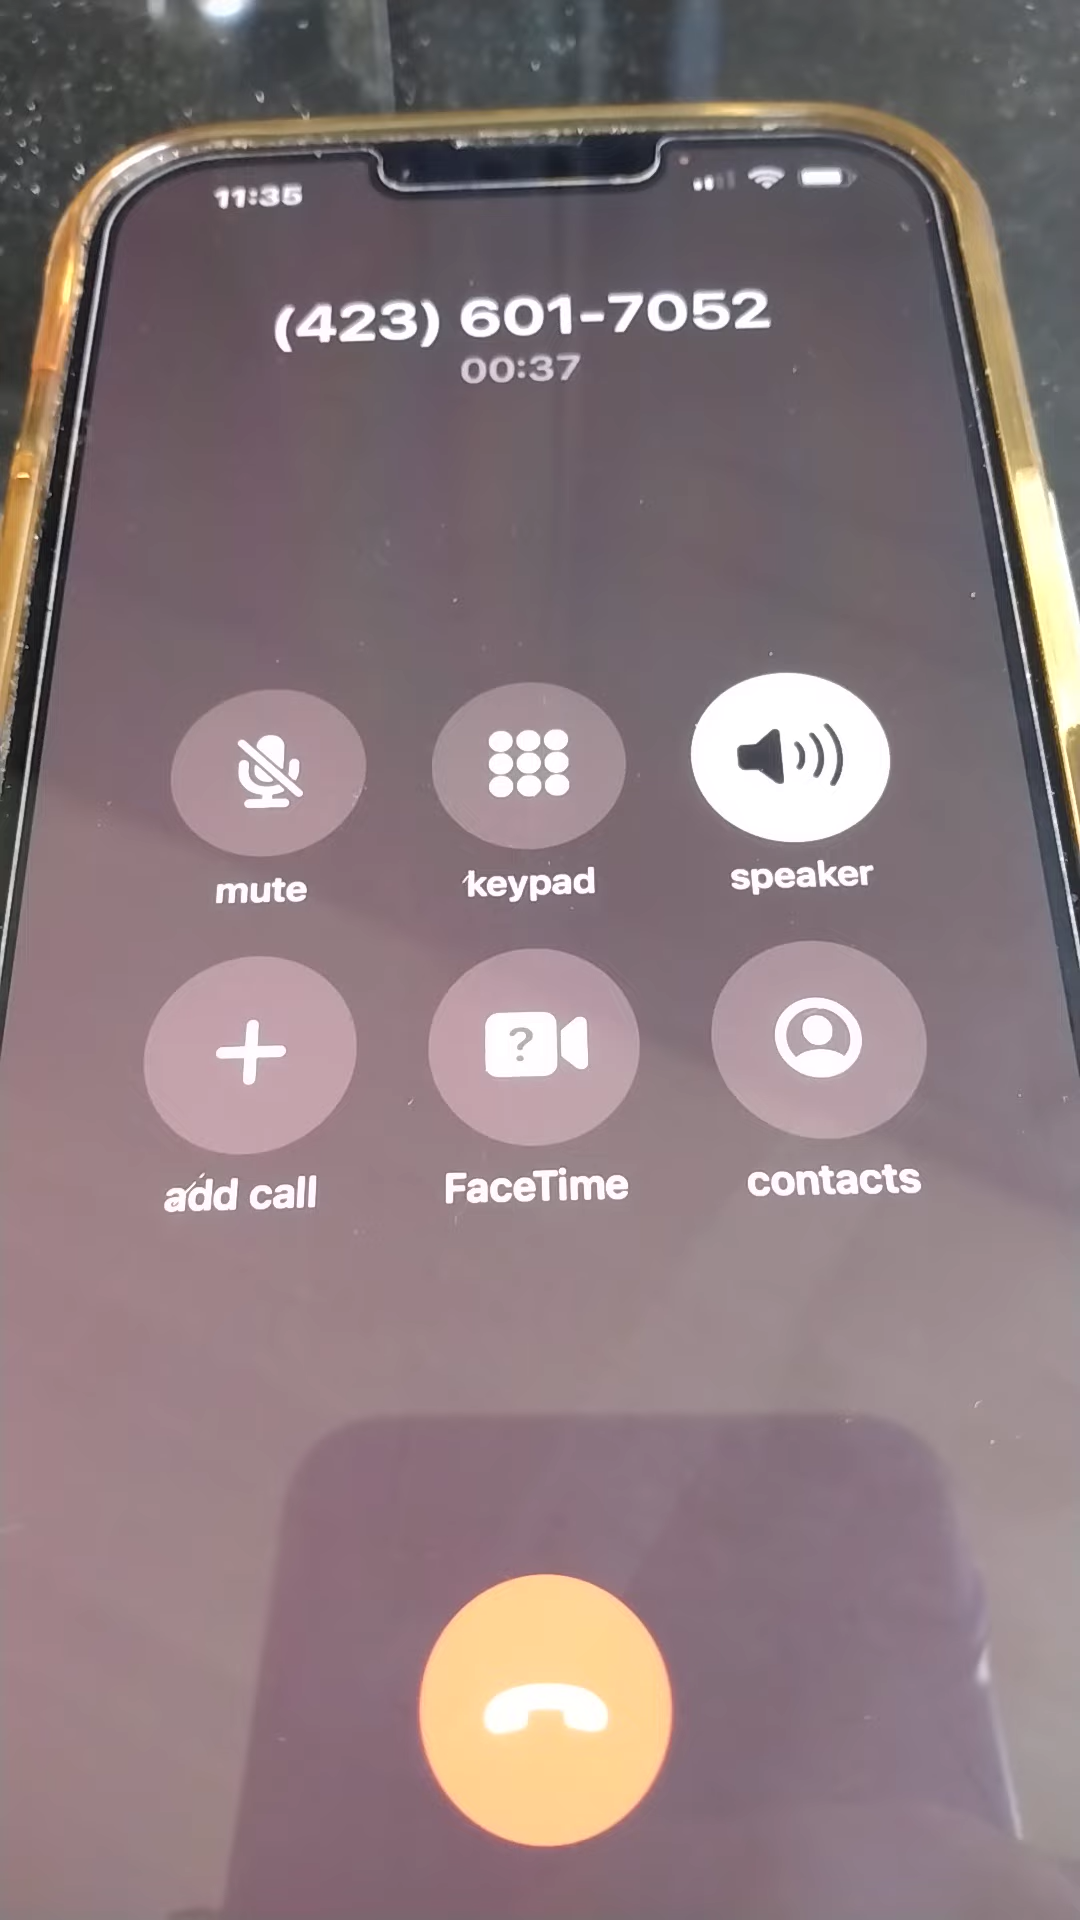 11:35
(423) 601-7052
00:37
mute keypad speaker
?
add call FaceTime contacts